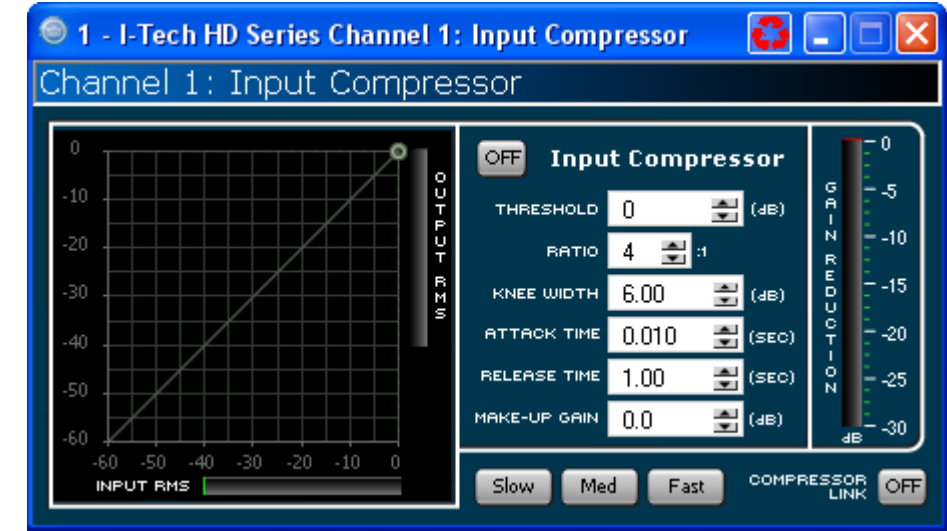 1 - I-Tech HD Series Channel 1: Input Compressor
Channel 1: Input Compressor
0
-10
-20
-30
-40
-50
-60
-60 -50 -40 -30 -20 -10 0
INPUT RMS
OUTPUT RMS
OFF Input Compressor
THRESHOLD 0 (dB)
RATIO 4 :1
KNEE WIDTH 6.00 (dB)
ATTACK TIME 0.010 (SEC)
RELEASE TIME 1.00 (SEC)
MAKE-UP GAIN 0.0 (dB)
GAIN REDUCTION
0
-5
-10
-15
-20
-25
-30
dB
Slow Med Fast
COMPRESSOR
LINK OFF